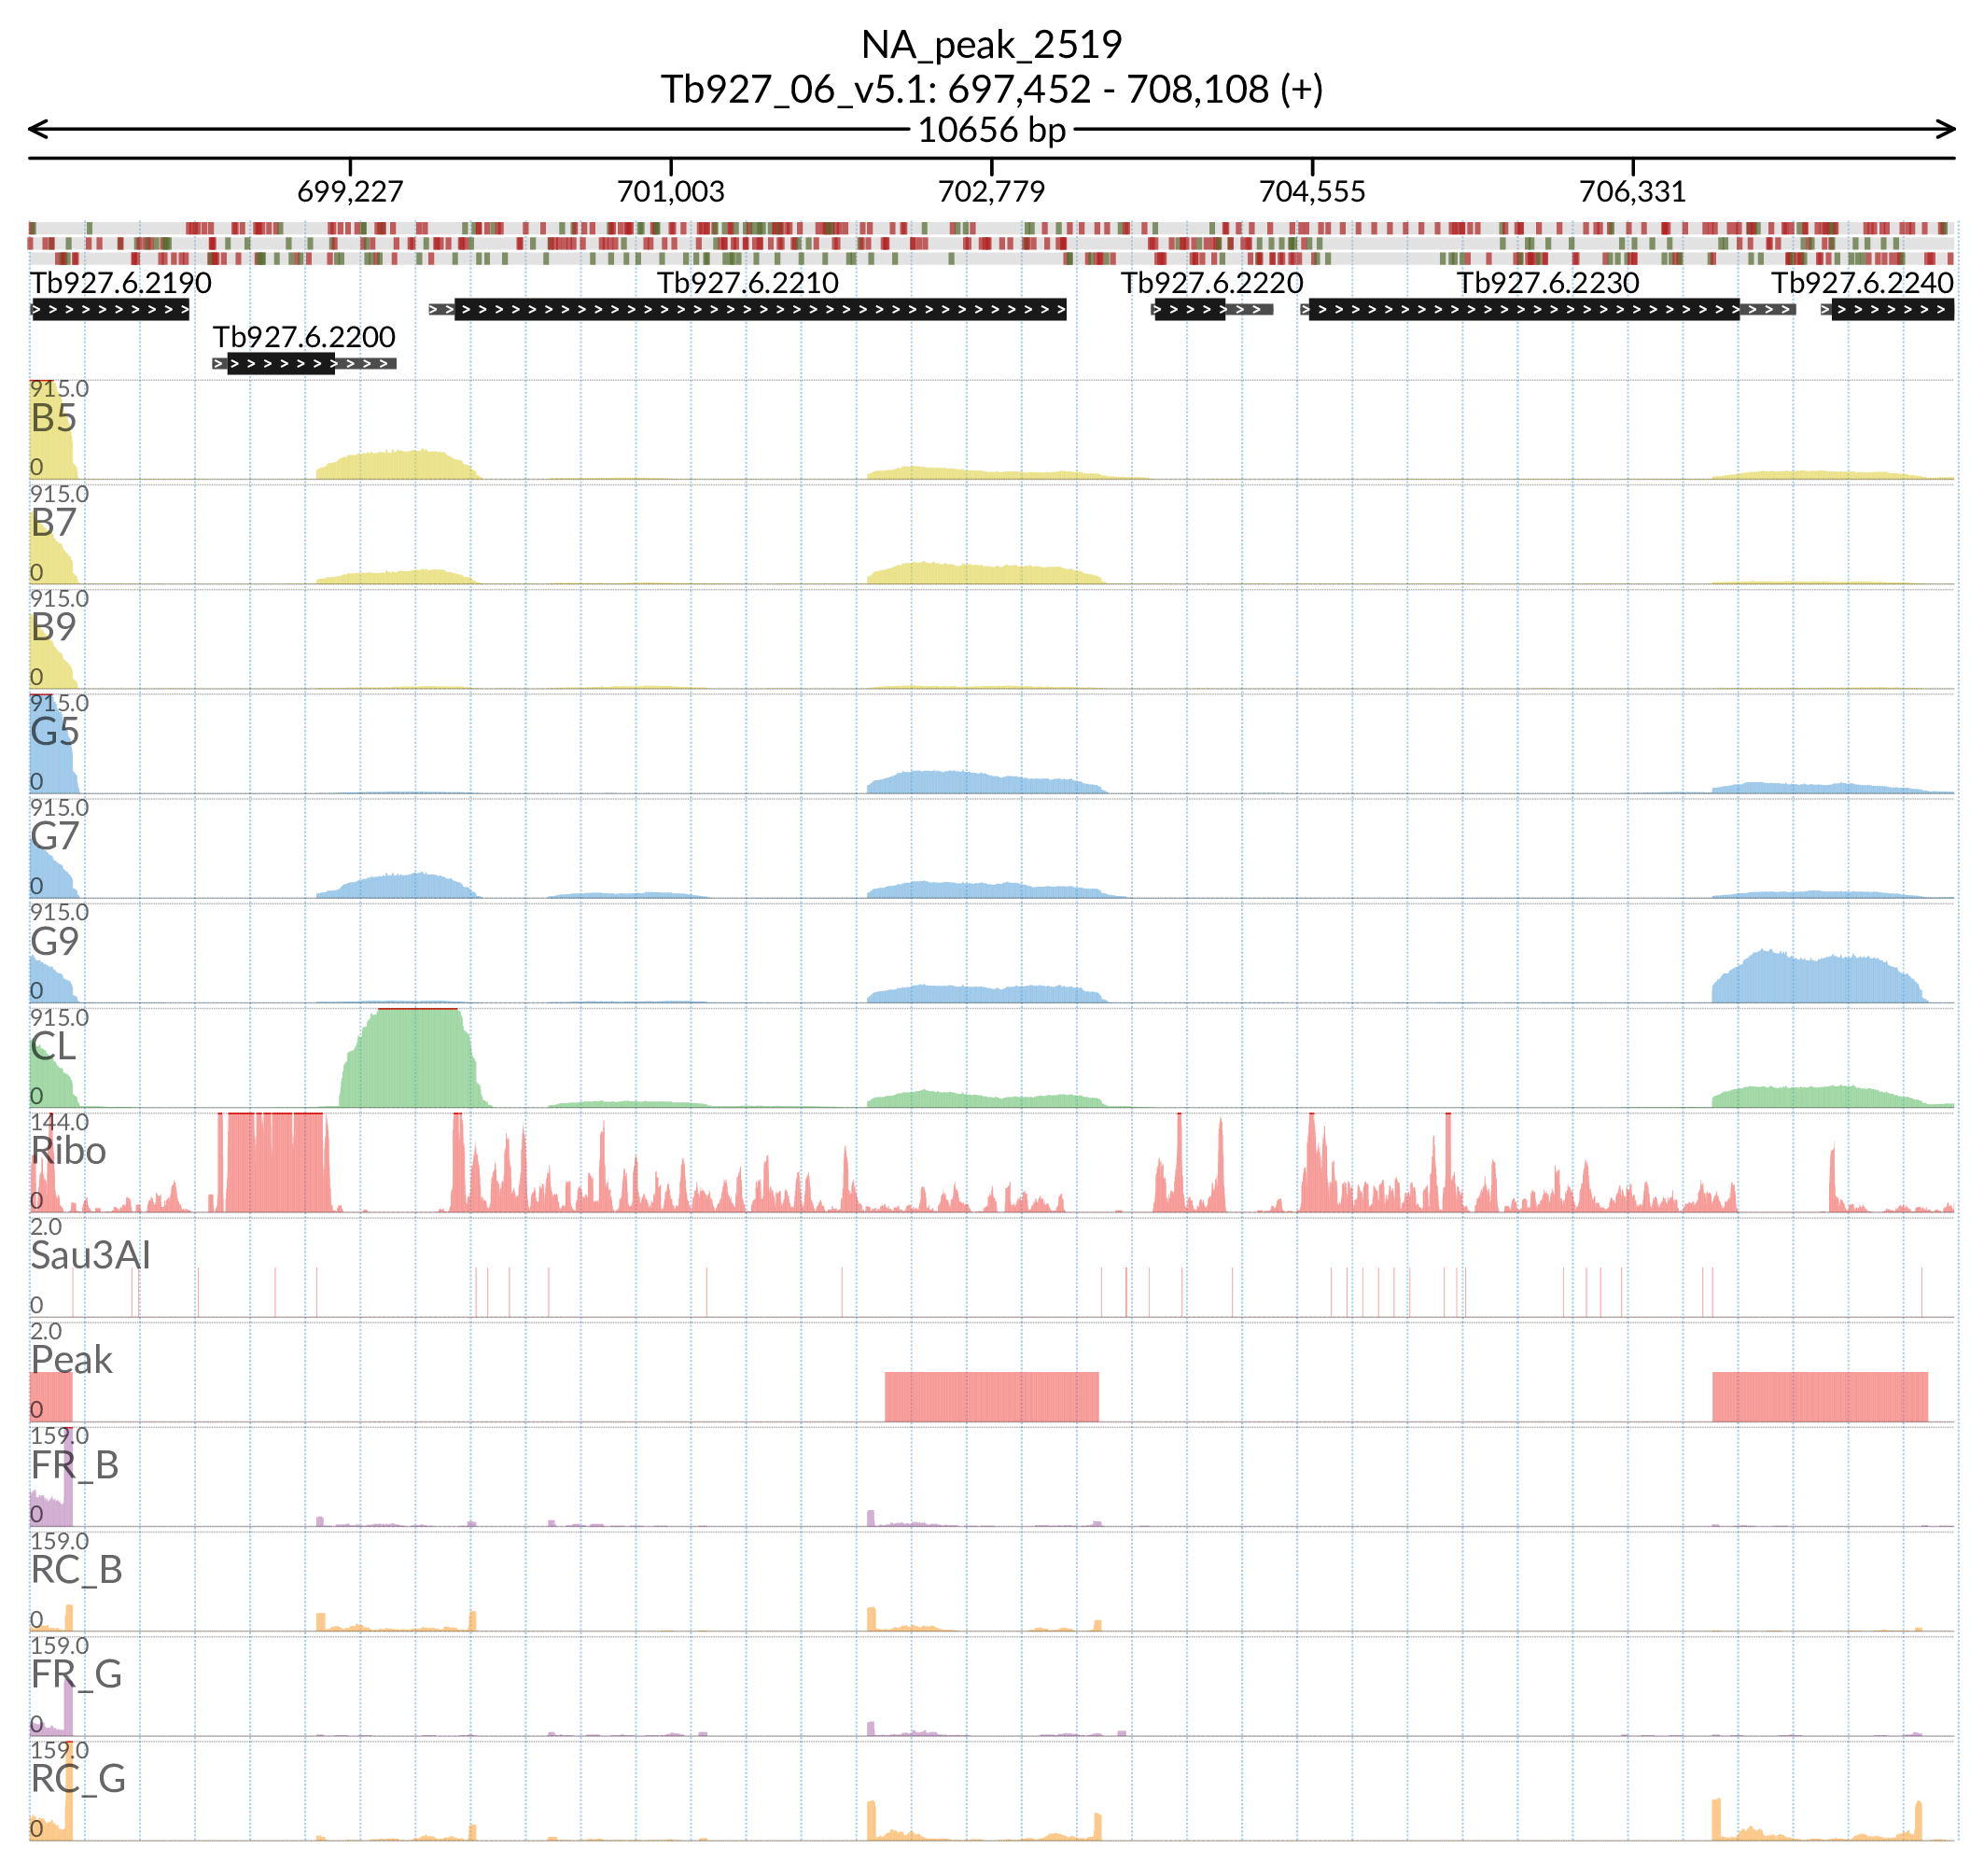 NA_peak_2519
Tb927_06_v5.1: 697,452 - 708,108 (+)
10656 bp
699,227 701,003 702,779 704,555 706,331
Tb927.6.2190 Tb927.6.2210 Tb927.6.2220 Tb927.6.2230 Tb927.6.2240
Tb927.6.2200
915.0
B5
0
915.0
B7
0
915.0
B9
0
915.0
G5
0
915.0
G7
0
915.0
G9
0
915.0
CL
0
144.0
Ribo
0
2.0
Sau3AI
0
2.0
Peak
0
159.0
FR_B
0
159.0
RC_B
0
159.0
FR_G
0
159.0
RC_G
0